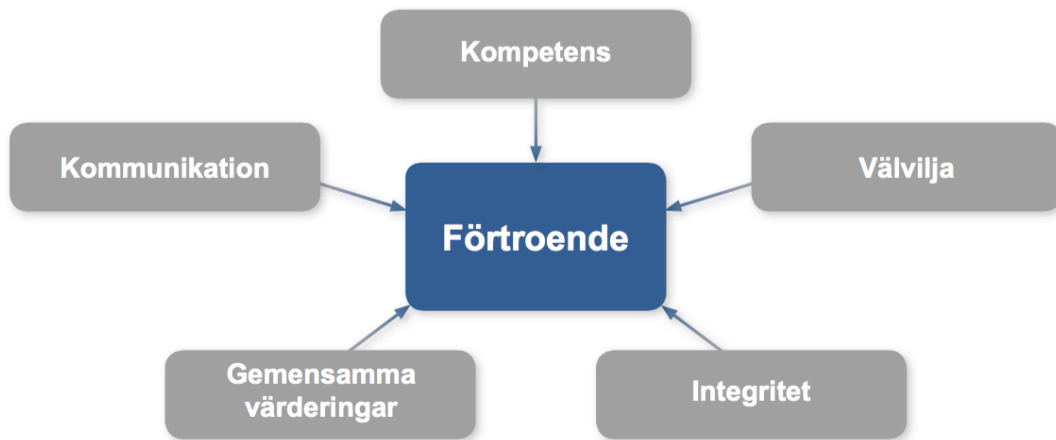 Kompetens
Kommunikation
Välvilja
Förtroende
Gemensamma
värderingar
Integritet